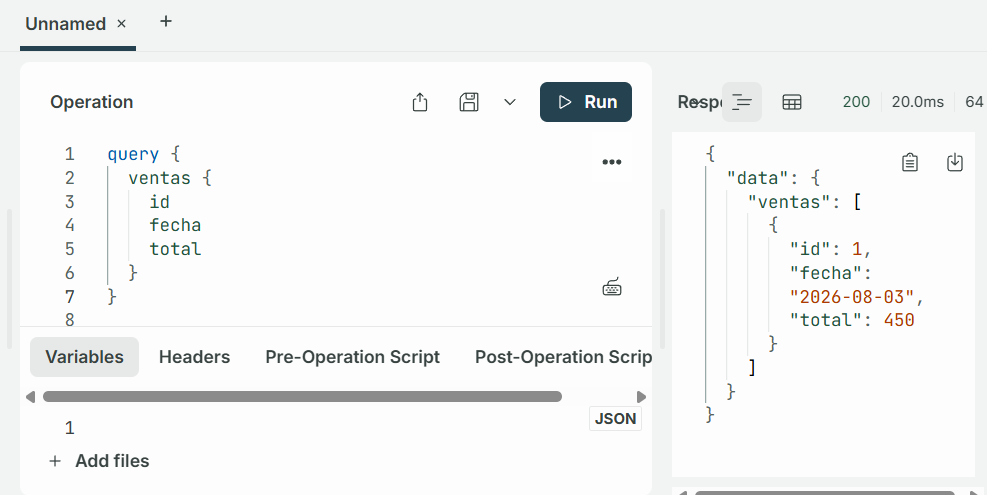 Unnamed × +
Operation
Run
1 query {
2 ventas {
3 id
4 fecha
5 total
6 }
7 }
8
Variables Headers Pre-Operation Script Post-Operation Scrip
1
JSON
+ Add files
Respo 200 20.0ms 64
{
"data": {
"ventas": [
{
"id": 1,
"fecha":
"2026-08-03",
"total": 450
}
]
}
}